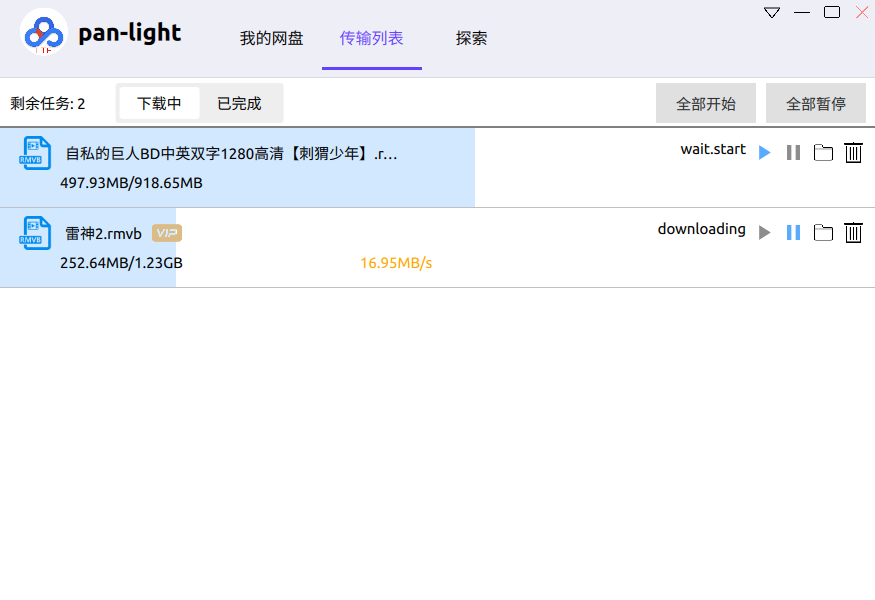 pan-light
我的网盘 传输列表 探索
剩余任务: 2 下载中 已完成 全部开始 全部暂停
RMVB 自私的巨人BD中英双字1280高清【刺猬少年】.r... wait.start
497.93MB/918.65MB
RMVB 雷神2.rmvb VIP downloading
252.64MB/1.23GB 16.95MB/s